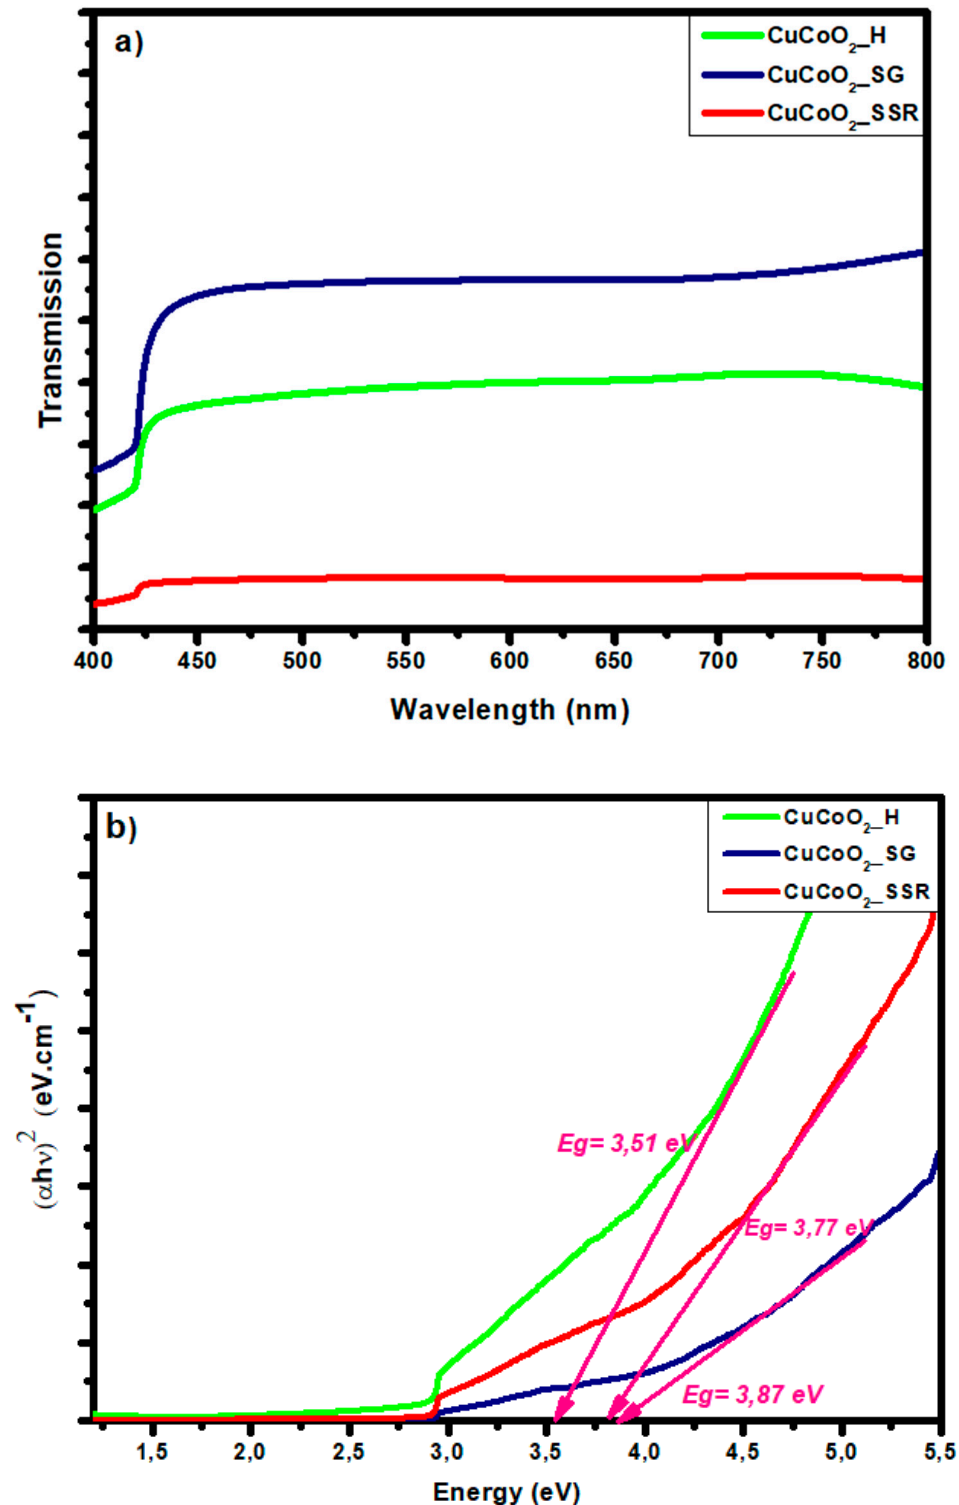 a)
CuCoO₂_H
CuCoO₂_SG
CuCoO₂_SSR
Transmission
400 450 500 550 600 650 700 750 800
Wavelength (nm)
b)
CuCoO₂_H
CuCoO₂_SG
CuCoO₂_SSR
(αhν)² (eV.cm⁻¹)
Eg= 3,51 eV
Eg= 3,77 eV
Eg= 3,87 eV
1,5 2,0 2,5 3,0 3,5 4,0 4,5 5,0 5,5
Energy (eV)